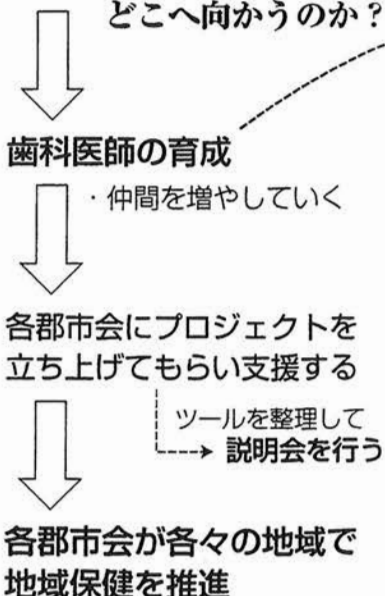 どこへ向かうのか?
歯科医師の育成
・仲間を増やしていく
各郡市会にプロジェクトを
立ち上げてもらい支援する
ツールを整理して
説明会を行う
各郡市会が各々の地域で
地域保健を推進